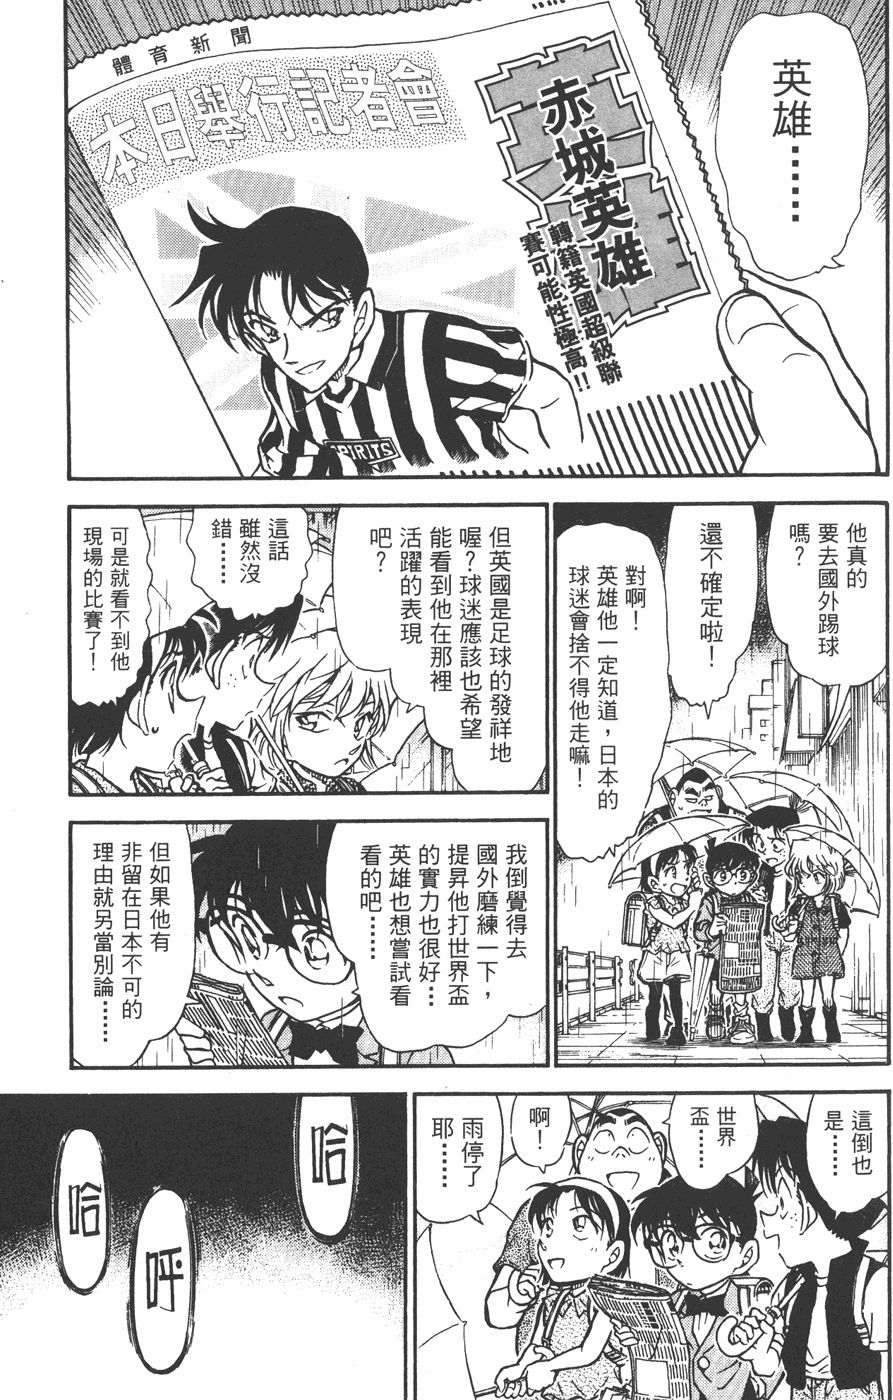 英雄……
體育新聞
本日舉行記者會
赤城英雄
轉籍英國超級聯
賽可能性極高!!
SPIRITS
他真的
要去國外踢球
嗎?
還不確定啦!
對啊!
英雄他一定知道,日本的
球迷會捨不得他走嘛!
但英國是足球的發祥地
喔?球迷應該也希望
能看到他在那裡
活躍的表現
吧?
這話
雖然沒
錯……
可是就看不到他
現場的比賽了!
我倒覺得去
國外磨練一下,
提昇他打世界盃
的實力也很好…
英雄也想嘗試看
看的吧……
但如果他有
非留在日本不可的
理由就另當別論……
這倒也
是……
世界
盃……
啊!
雨停了
耶……
哈
呼
哈